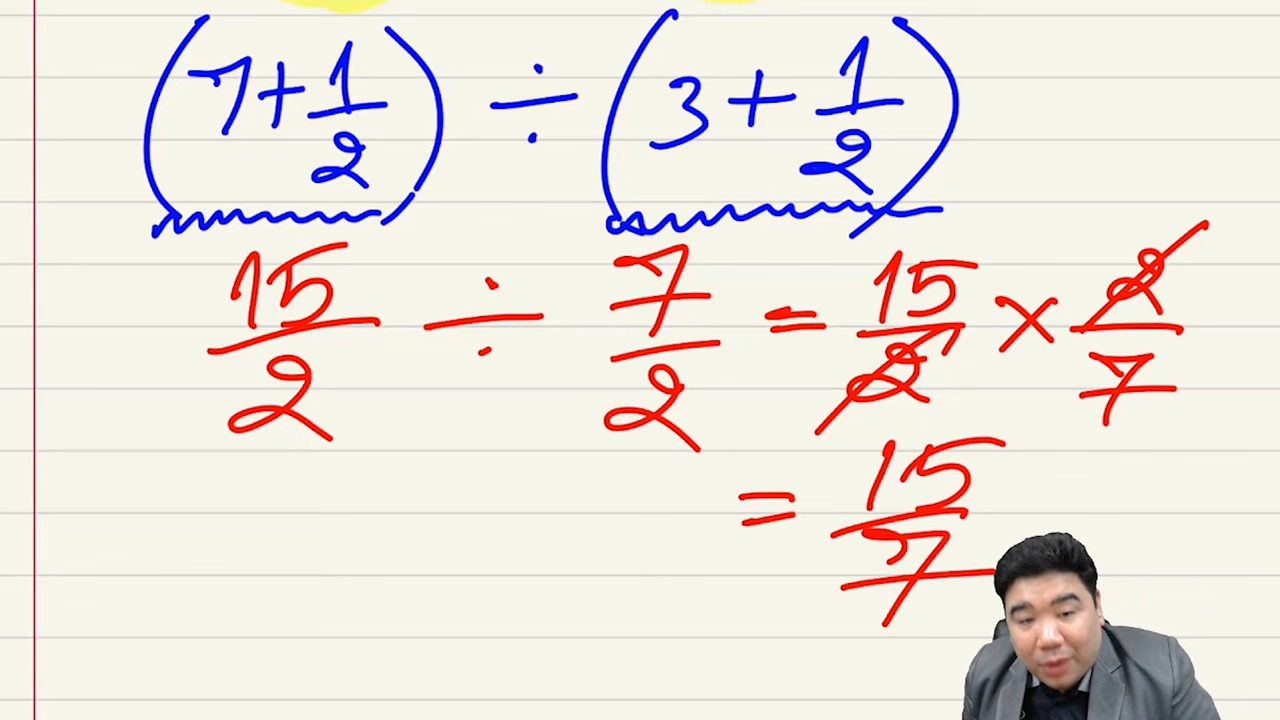 (7+1/2) ÷ (3+1/2)
15/2 ÷ 7/2 = 15/2 × 2/7
= 15/7